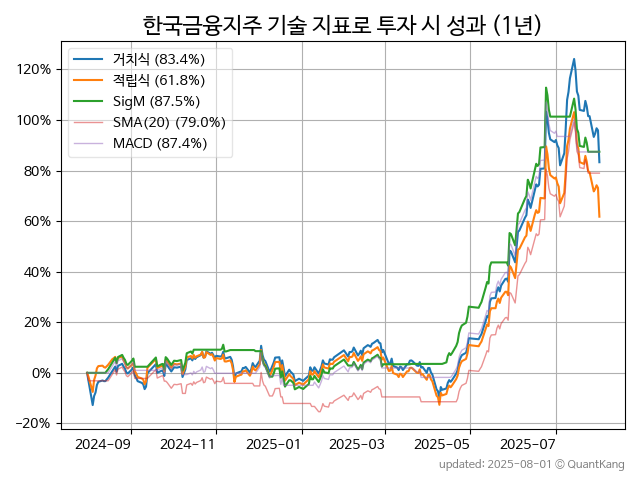 한국금융지주 기술 지표로 투자 시 성과 (1년)
거치식 (83.4%)
적립식 (61.8%)
SigM (87.5%)
SMA(20) (79.0%)
MACD (87.4%)
120%
100%
80%
60%
40%
20%
0%
−20%
2024-09 2024-11 2025-01 2025-03 2025-05 2025-07
updated: 2025-08-01 © QuantKang